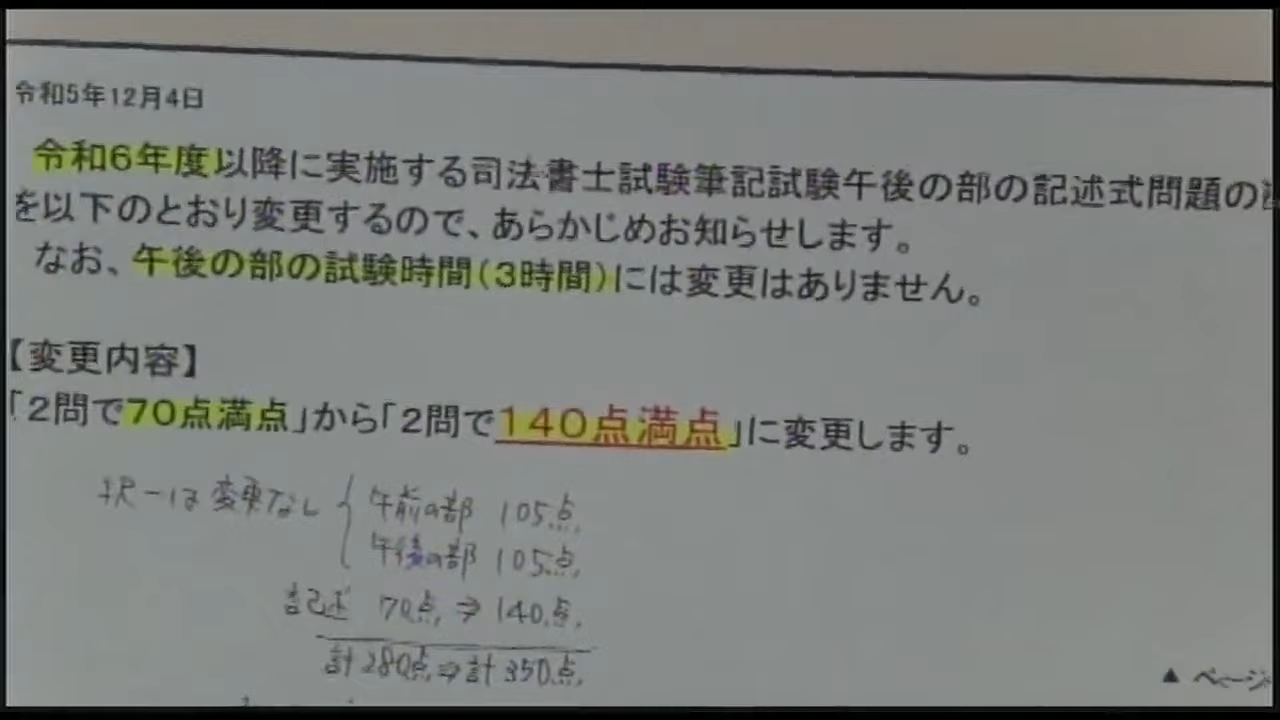 令和5年12月4日
令和6年度以降に実施する司法書士試験筆記試験午後の部の記述式問題の
を以下のとおり変更するので、あらかじめお知らせします。
なお、午後の部の試験時間(3時間)には変更はありません。
【変更内容】
「2問で70点満点」から「2問で140点満点」に変更します。
択一は変更なし 午前の部 105点
午後の部 105点
記述 70点 ⇒ 140点
計280点 ⇒ 計350点
▲ ページ